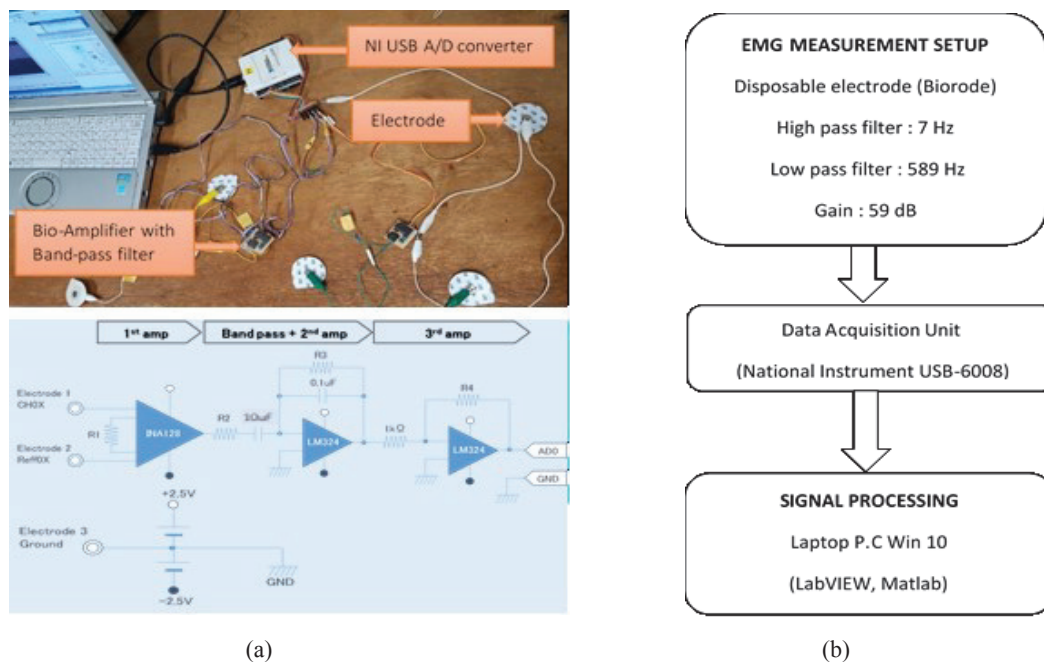 NI USB A/D converter
Electrode
Bio-Amplifier with
Band-pass filter
1st amp
Band pass + 2nd amp
3rd amp
Electrode 1
CH0X
R1
Electrode 2
Reff0X
INA128
R2
10uF
R3
0.1uF
LM324
1kΩ
R4
LM324
AD0
GND
+2.5V
Electrode 3
Ground
-2.5V
GND
(a)
EMG MEASUREMENT SETUP
Disposable electrode (Biorode)
High pass filter : 7 Hz
Low pass filter : 589 Hz
Gain : 59 dB
Data Acquisition Unit
(National Instrument USB-6008)
SIGNAL PROCESSING
Laptop P.C Win 10
(LabVIEW, Matlab)
(b)